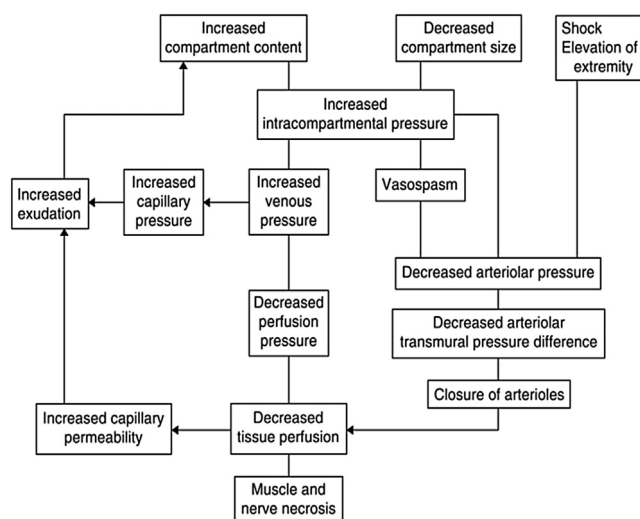 Increased
compartment content
Decreased
compartment size
Shock
Elevation of
extremity
Increased
intracompartmental pressure
Increased
exudation
Increased
capillary
pressure
Increased
venous
pressure
Vasospasm
Decreased arteriolar pressure
Decreased
perfusion
pressure
Decreased arteriolar
transmural pressure difference
Closure of arterioles
Increased capillary
permeability
Decreased
tissue perfusion
Muscle and
nerve necrosis